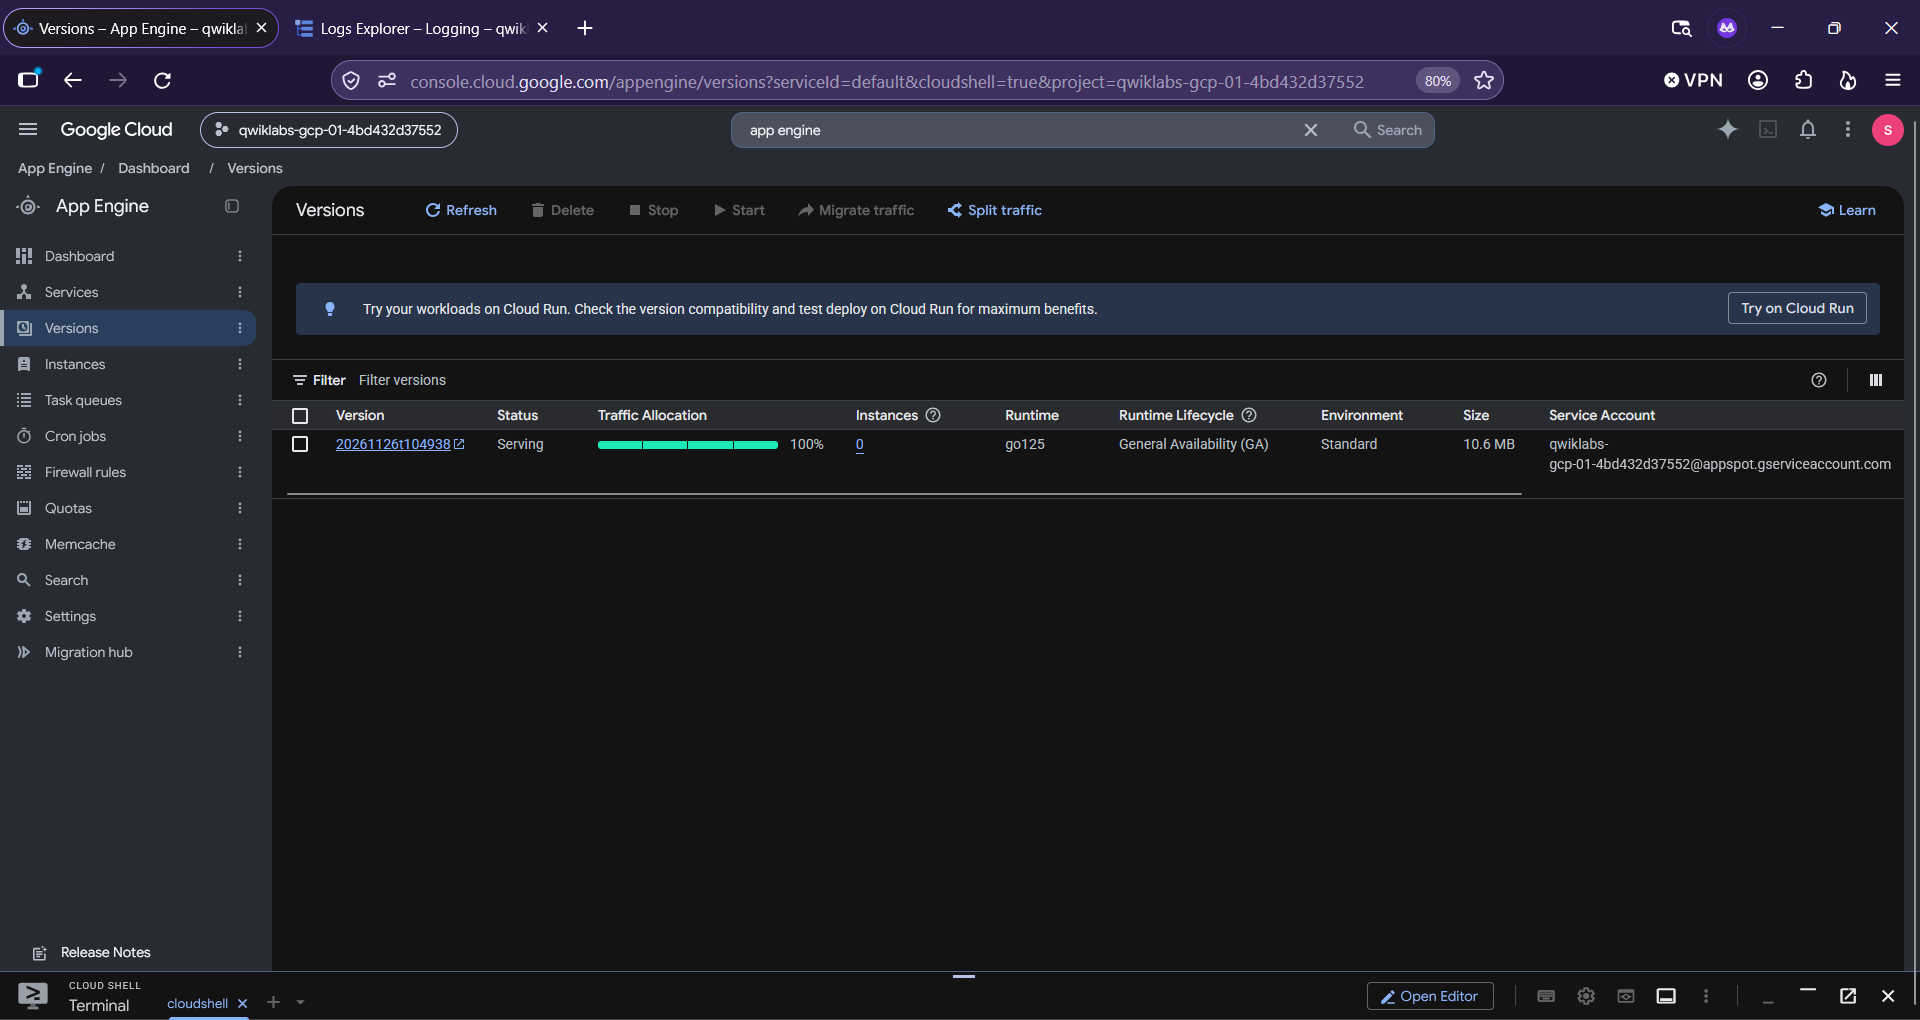 Versions – App Engine – qwikla
Logs Explorer – Logging – qwik
VPN
console.cloud.google.com/appengine/versions?serviceId=default&cloudshell=true&project=qwiklabs-gcp-01-4bd432d37552
80%
Google Cloud
qwiklabs-gcp-01-4bd432d37552
app engine
Search
S
App Engine / Dashboard / Versions
App Engine
Versions
Refresh
Delete
Stop
Start
Migrate traffic
Split traffic
Learn
Dashboard
Services
Versions
Instances
Task queues
Cron jobs
Firewall rules
Quotas
Memcache
Search
Settings
Migration hub
Release Notes
Try your workloads on Cloud Run. Check the version compatibility and test deploy on Cloud Run for maximum benefits.
Try on Cloud Run
Filter Filter versions
Version Status Traffic Allocation Instances Runtime Runtime Lifecycle Environment Size Service Account
20261126t104938 Serving 100% 0 go125 General Availability (GA) Standard 10.6 MB qwiklabs-
gcp-01-4bd432d37552@appspot.gserviceaccount.com
CLOUD SHELL
Terminal
cloudshell
Open Editor